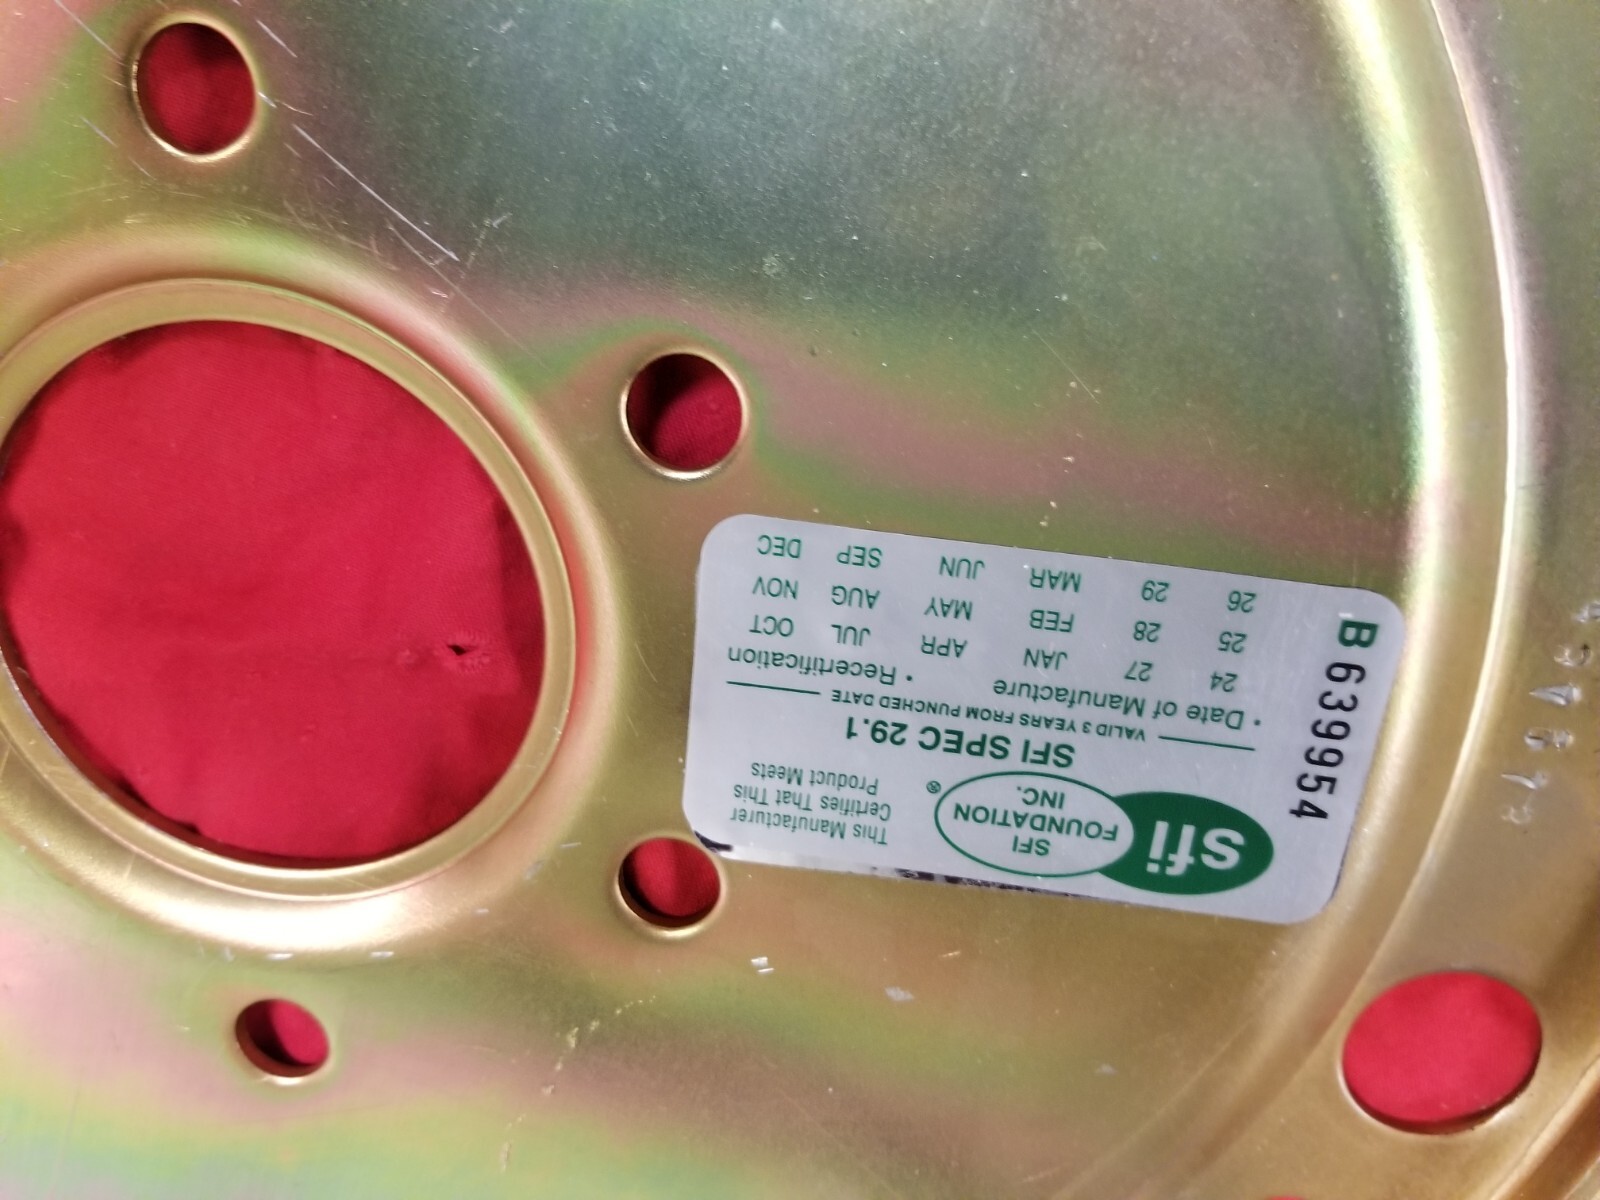 sfi
SFI
FOUNDATION
INC.
®
This Manufacturer
Certifies That This
Product Meets
SFI SPEC 29.1
VALID 3 YEARS FROM PUNCHED DATE
• Date of Manufacture • Recertification
24 27 JAN APR JUL OCT
25 28 FEB MAY AUG NOV
26 29 MAR JUN SEP DEC
B 639954